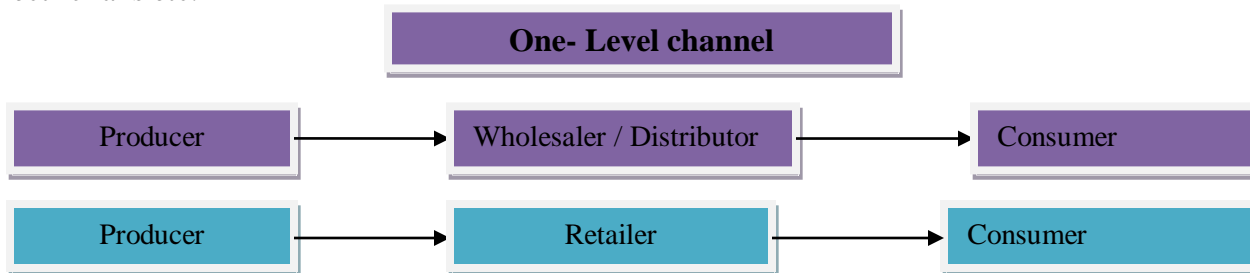 One- Level channel
Producer Wholesaler / Distributor Consumer
Producer Retailer Consumer